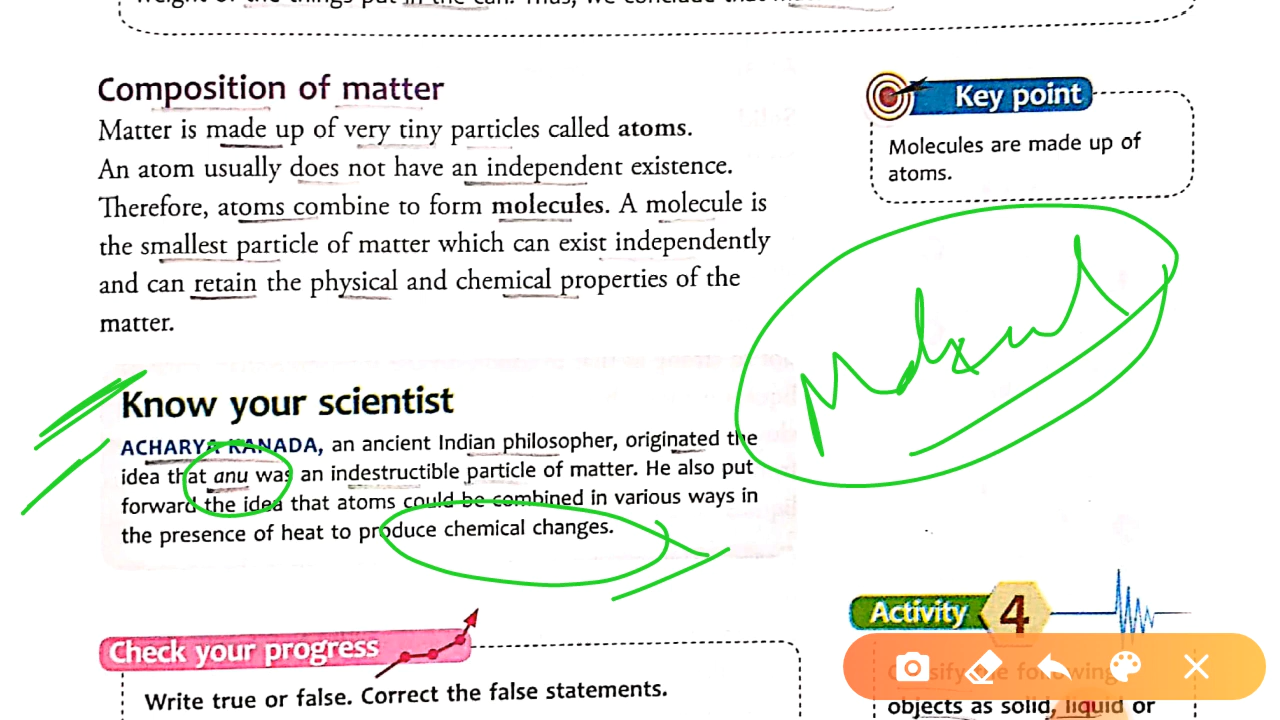 Composition of matter
Matter is made up of very tiny particles called atoms.
An atom usually does not have an independent existence.
Therefore, atoms combine to form molecules. A molecule is
the smallest particle of matter which can exist independently
and can retain the physical and chemical properties of the
matter.
Key point
Molecules are made up of
atoms.
Know your scientist
ACHARYA KANADA, an ancient Indian philosopher, originated the
idea that anu was an indestructible particle of matter. He also put
forward the idea that atoms could be combined in various ways in
the presence of heat to produce chemical changes.
Check your progress
Write true or false. Correct the false statements.
Activity 4
objects as solid, liquid or